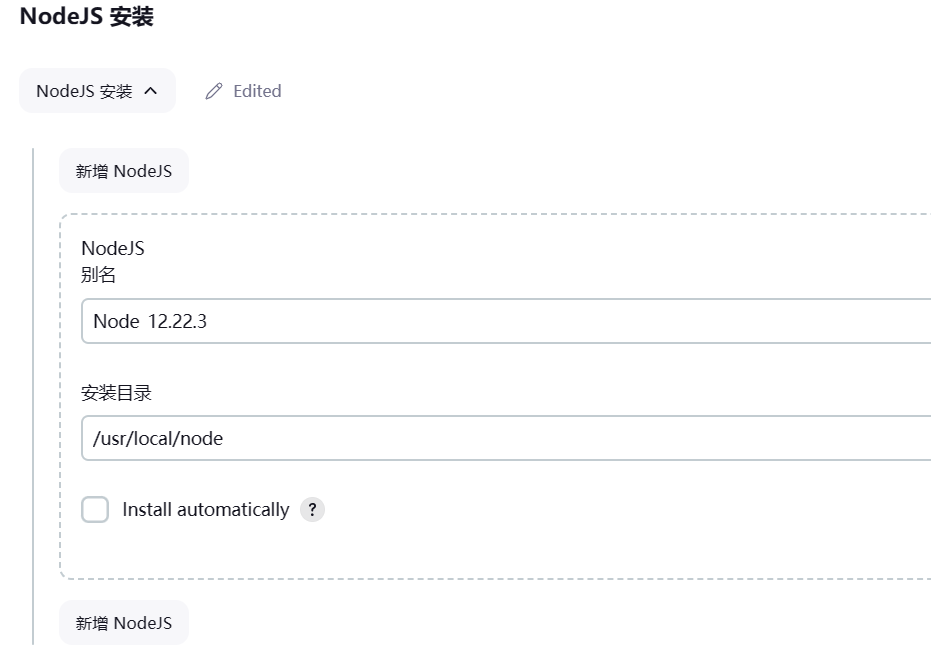 NodeJS 安装
NodeJS 安装
Edited
新增 NodeJS
NodeJS
别名
Node 12.22.3
安装目录
/usr/local/node
Install automatically ?
新增 NodeJS